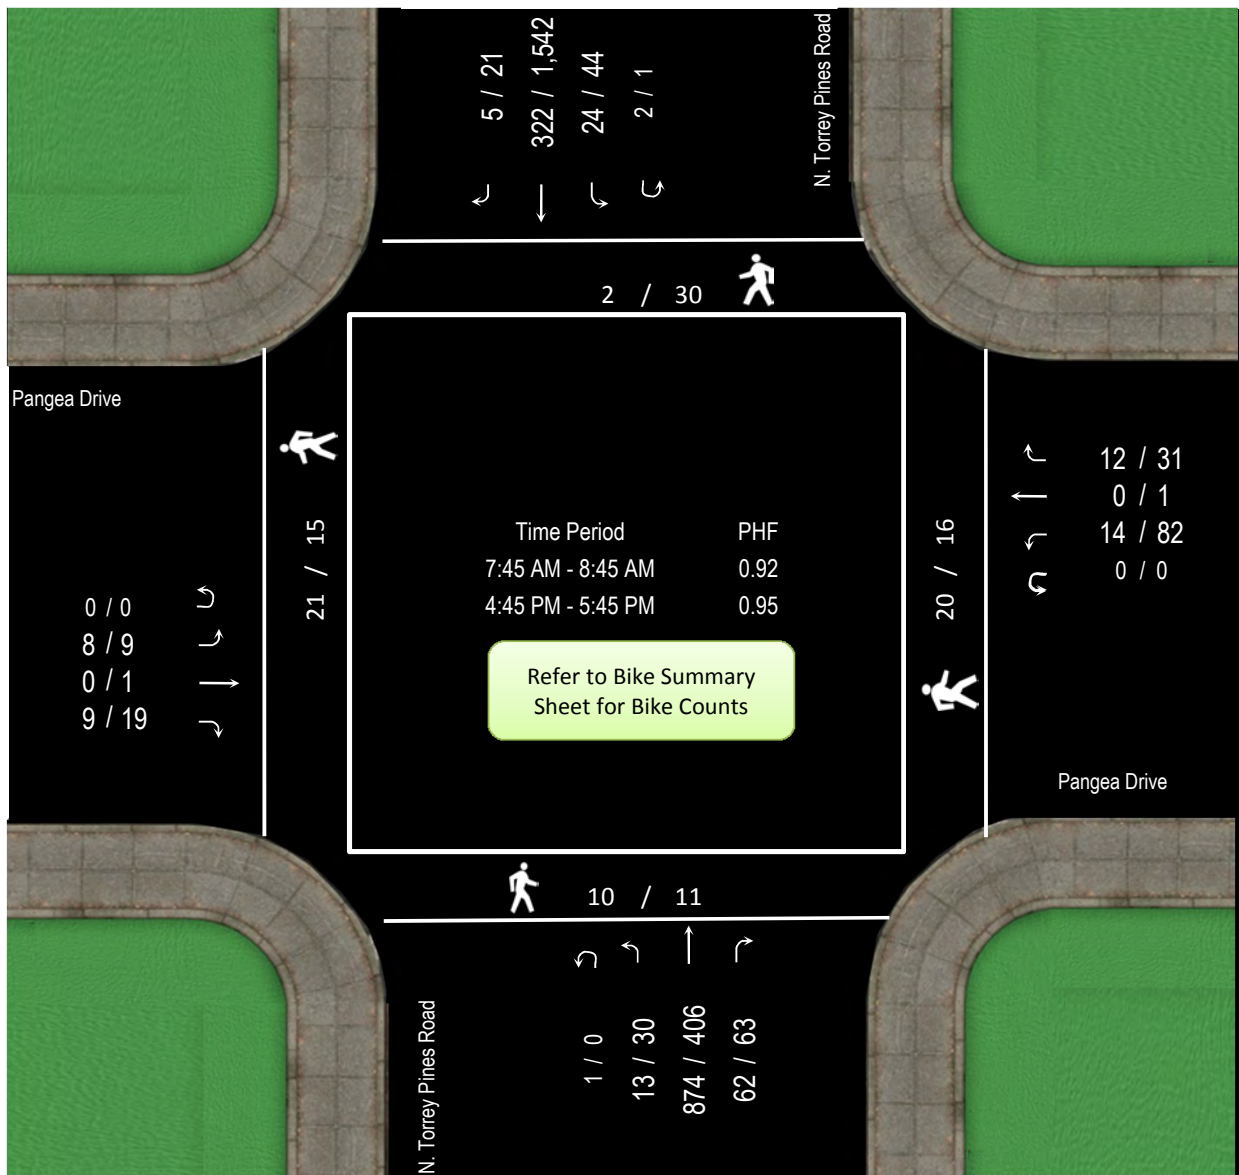 5 / 21
322 / 1,542
24 / 44
2 / 1
N. Torrey Pines Road
2 / 30
Pangea Drive
12 / 31
0 / 1
14 / 82
0 / 0
21 / 15
20 / 16
Time Period PHF
7:45 AM - 8:45 AM 0.92
4:45 PM - 5:45 PM 0.95
0 / 0
8 / 9
0 / 1
9 / 19
Refer to Bike Summary
Sheet for Bike Counts
Pangea Drive
10 / 11
N. Torrey Pines Road
1 / 0
13 / 30
874 / 406
62 / 63